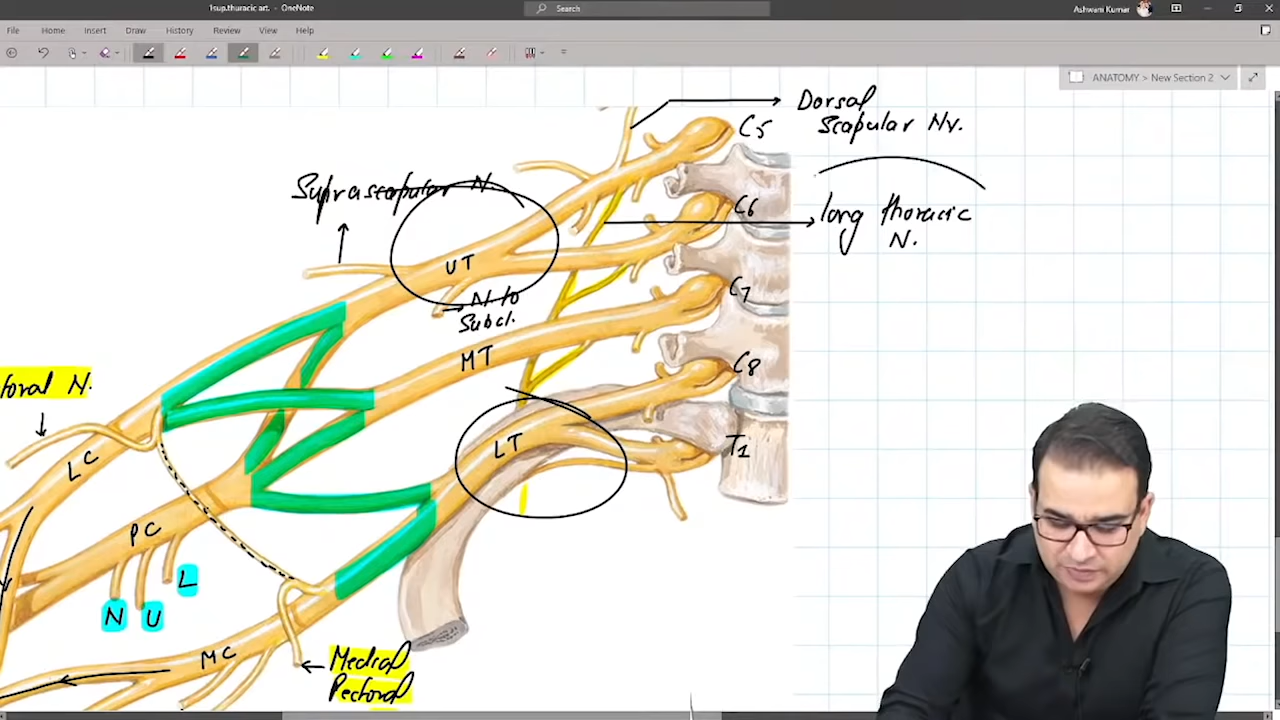 1sup.thoracic art. - OneNote
Search
Ashwani Kumar
File Home Insert Draw History Review View Help
ANATOMY > New Section 2
Dorsal
Scapular Nv.
C5
Suprascapular N.
C6
long thoracic
N.
UT
C7
N. to
Subcl.
MT
C8
toral N.
LT
T1
LC
PC
L
N U
MC
Medial
Pectoral